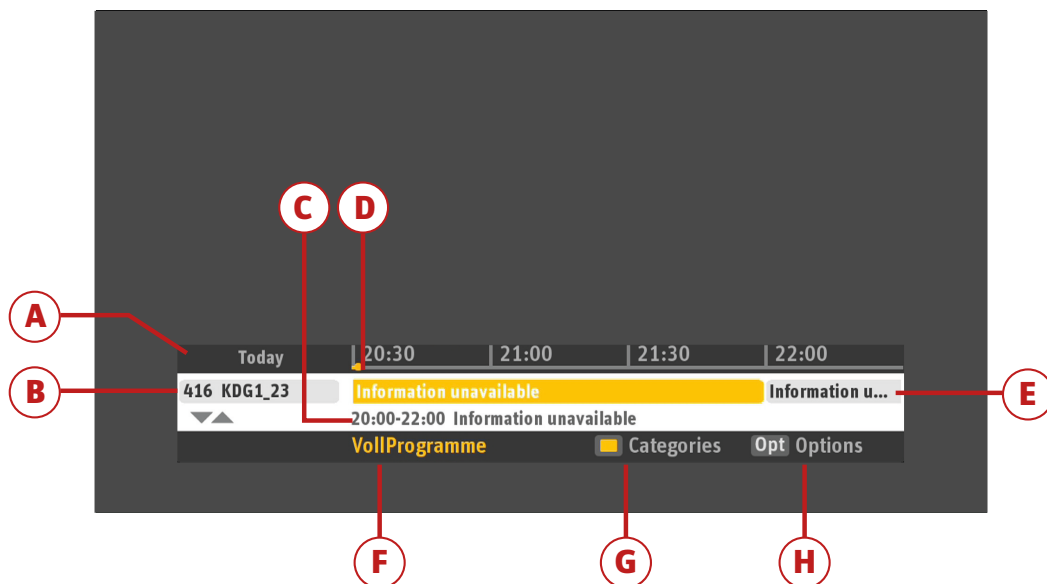 C D
A
Today 20:30 21:00 21:30 22:00
B 416 KDG1_23 Information unavailable Information u... E
20:00-22:00 Information unavailable
VollProgramme Categories Opt Options
F G H